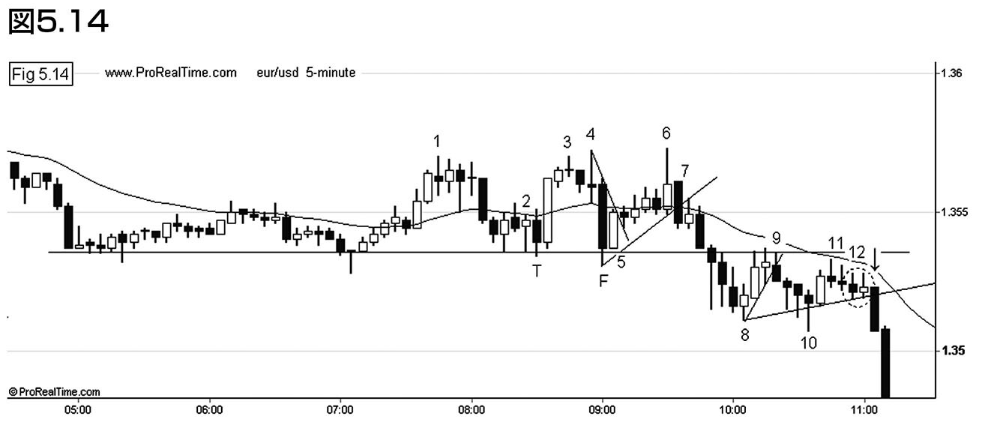 図5.14
Fig 5.14 www.ProRealTime.com eur/usd 5-minute
1.36
1 2 3 4 5 6 7
1.355
T F
8 9 10 11 12
1.35
©ProRealTime.com
05:00 06:00 07:00 08:00 09:00 10:00 11:00